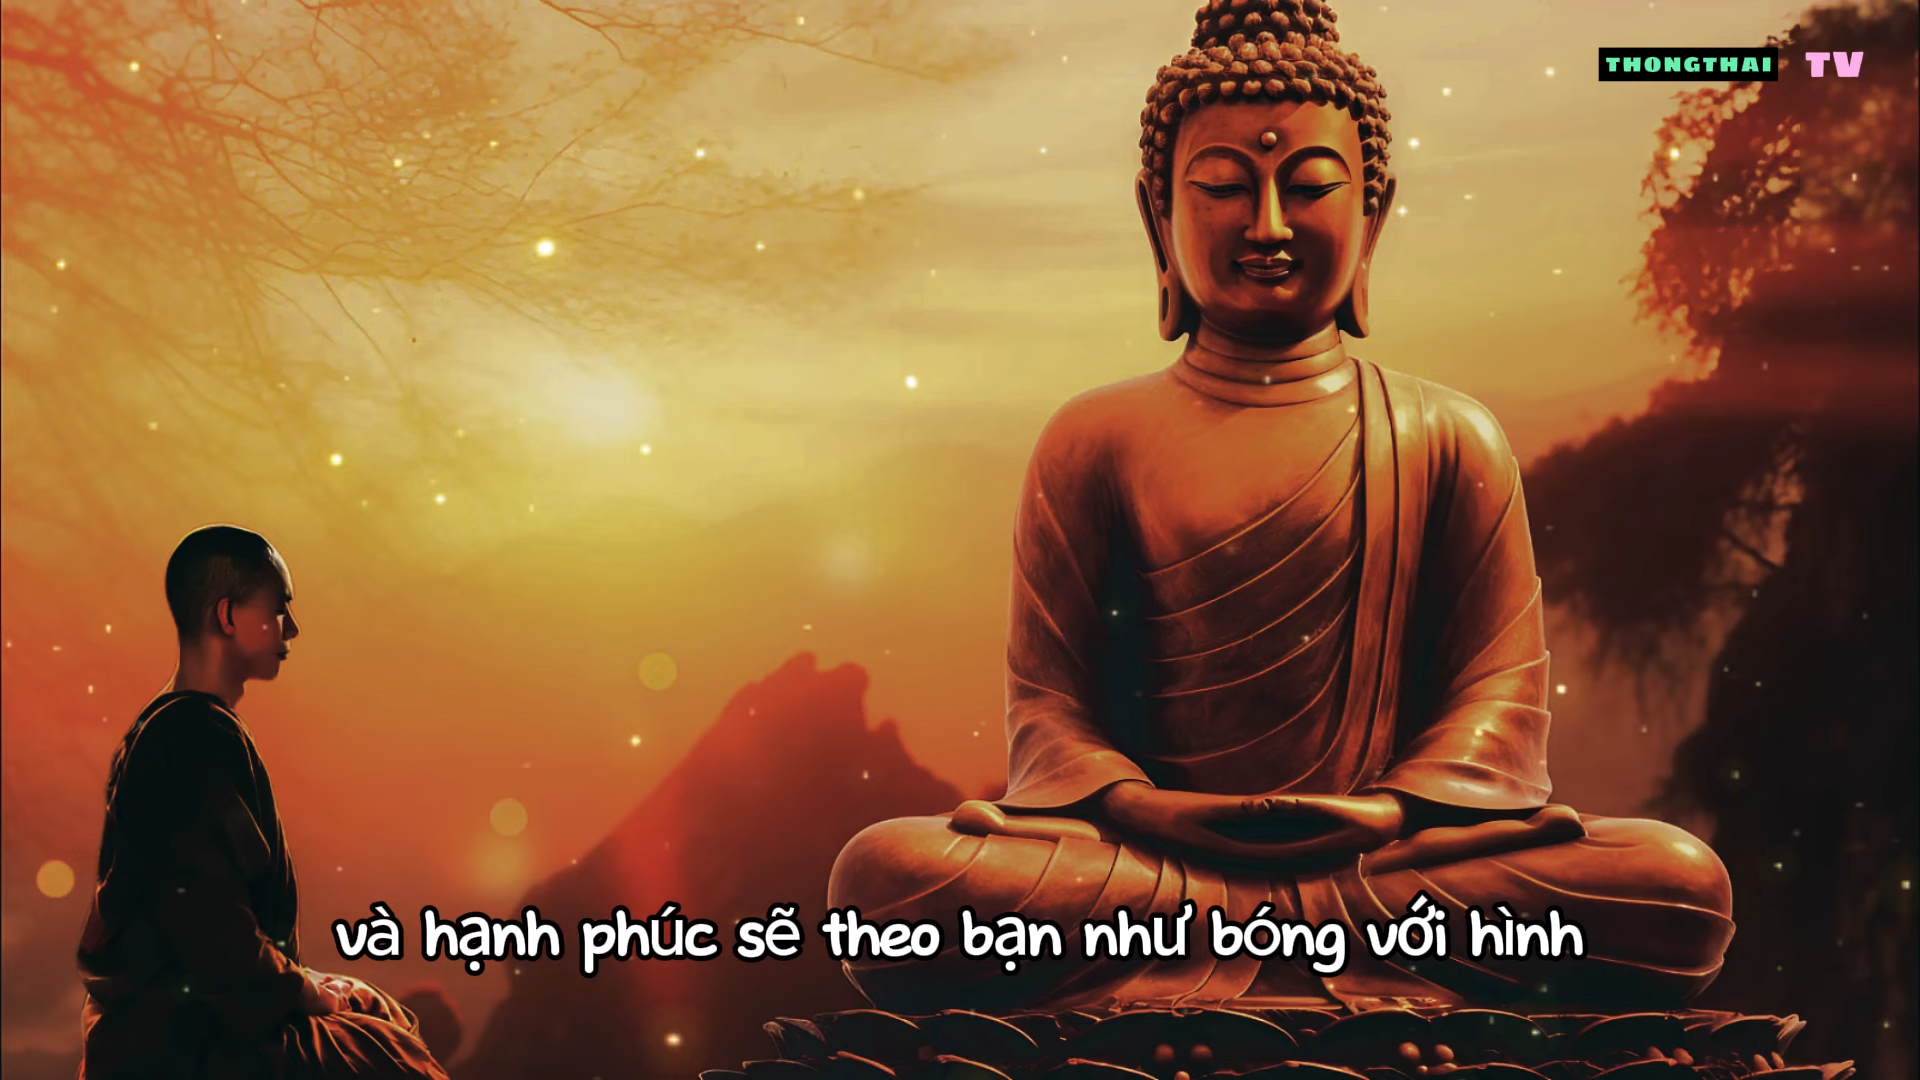 THONGTHAI TV
và hạnh phúc sẽ theo bạn như bóng với hình